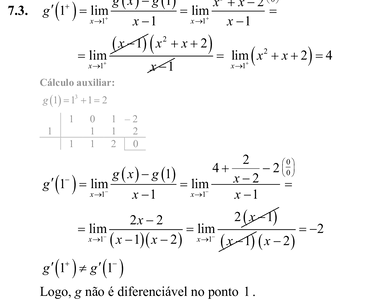 7.3. g'(1⁺) = lim_{x→1⁺} (g(x) − g(1))/(x − 1) = lim_{x→1⁺} (x³ + x − 2)/(x − 1) =
= lim_{x→1⁺} ((x − 1)(x² + x + 2))/(x − 1) = lim_{x→1⁺} (x² + x + 2) = 4
Cálculo auxiliar:
g(1) = 1³ + 1 = 2
1 0 1 −2
1 1 1 2
1 1 2 0
g'(1⁻) = lim_{x→1⁻} (g(x) − g(1))/(x − 1) = lim_{x→1⁻} (4 + 2/(x − 2) − 2)/(x − 1) (0/0) =
= lim_{x→1⁻} (2x − 2)/((x − 1)(x − 2)) = lim_{x→1⁻} (2(x − 1))/((x − 1)(x − 2)) = −2
g'(1⁺) ≠ g'(1⁻)
Logo, g não é diferenciável no ponto 1.